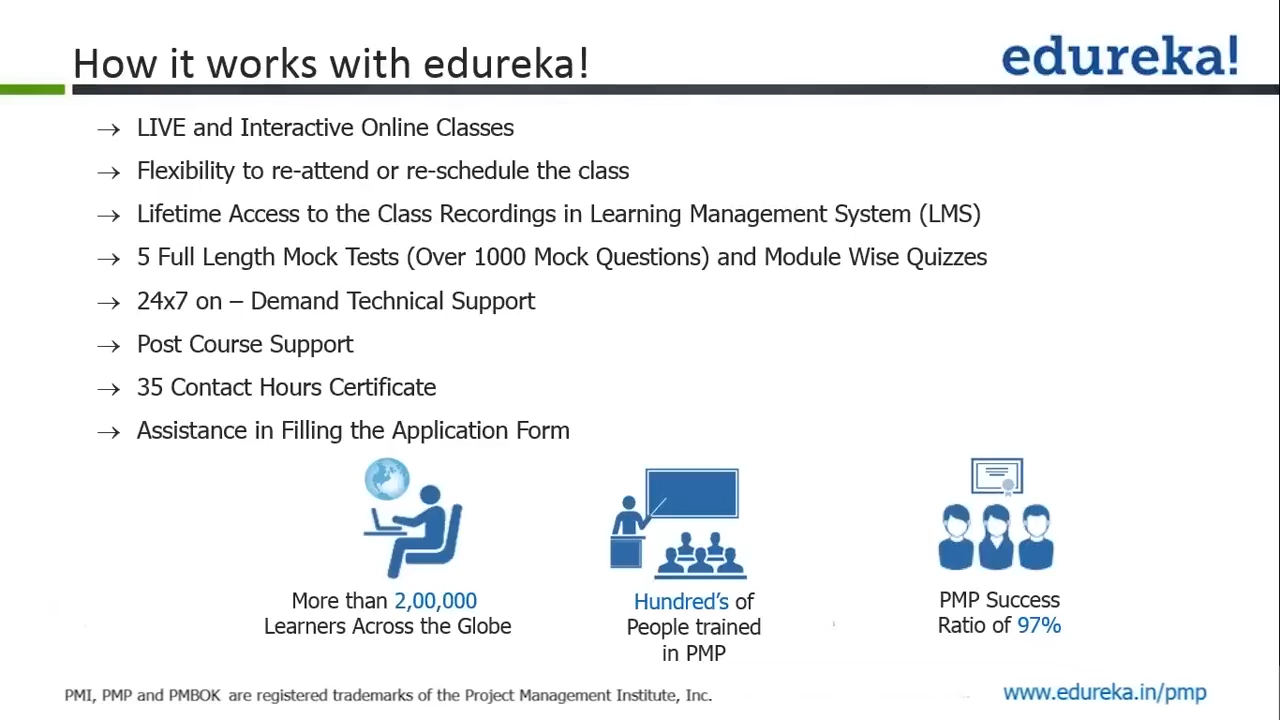 How it works with edureka!
edureka!
→ LIVE and Interactive Online Classes
→ Flexibility to re-attend or re-schedule the class
→ Lifetime Access to the Class Recordings in Learning Management System (LMS)
→ 5 Full Length Mock Tests (Over 1000 Mock Questions) and Module Wise Quizzes
→ 24x7 on – Demand Technical Support
→ Post Course Support
→ 35 Contact Hours Certificate
→ Assistance in Filling the Application Form
More than 2,00,000
Learners Across the Globe
Hundred's of
People trained
in PMP
PMP Success
Ratio of 97%
PMI, PMP and PMBOK are registered trademarks of the Project Management Institute, Inc.
www.edureka.in/pmp